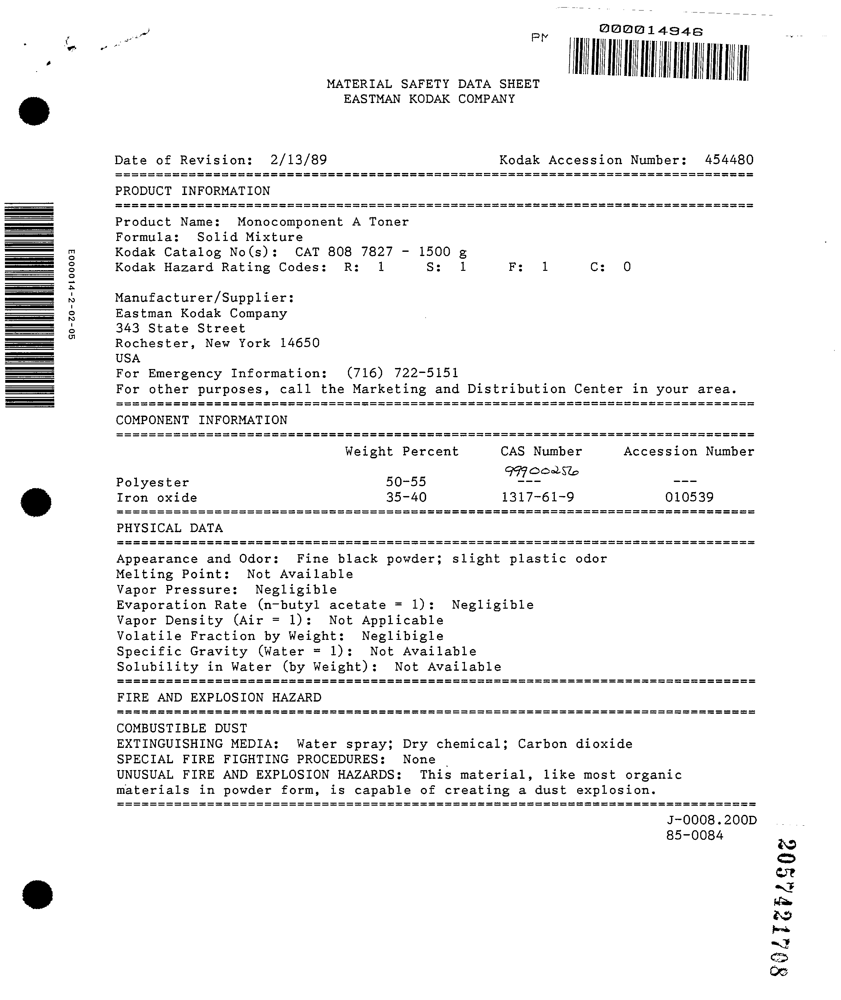 PM 000014946
MATERIAL SAFETY DATA SHEET
EASTMAN KODAK COMPANY
Date of Revision: 2/13/89 Kodak Accession Number: 454480
================================================================================
PRODUCT INFORMATION
================================================================================
Product Name: Monocomponent A Toner
Formula: Solid Mixture
Kodak Catalog No(s): CAT 808 7827 - 1500 g
Kodak Hazard Rating Codes: R: 1 S: 1 F: 1 C: 0
Manufacturer/Supplier:
Eastman Kodak Company
343 State Street
Rochester, New York 14650
USA
For Emergency Information: (716) 722-5151
For other purposes, call the Marketing and Distribution Center in your area.
================================================================================
COMPONENT INFORMATION
================================================================================
Weight Percent CAS Number Accession Number
99900256
Polyester 50-55 --- ---
Iron oxide 35-40 1317-61-9 010539
================================================================================
PHYSICAL DATA
================================================================================
Appearance and Odor: Fine black powder; slight plastic odor
Melting Point: Not Available
Vapor Pressure: Negligible
Evaporation Rate (n-butyl acetate = 1): Negligible
Vapor Density (Air = 1): Not Applicable
Volatile Fraction by Weight: Neglibigle
Specific Gravity (Water = 1): Not Available
Solubility in Water (by Weight): Not Available
================================================================================
FIRE AND EXPLOSION HAZARD
================================================================================
COMBUSTIBLE DUST
EXTINGUISHING MEDIA: Water spray; Dry chemical; Carbon dioxide
SPECIAL FIRE FIGHTING PROCEDURES: None
UNUSUAL FIRE AND EXPLOSION HAZARDS: This material, like most organic
materials in powder form, is capable of creating a dust explosion.
================================================================================
J-0008.200D
85-0084
E000014-2-02-05
2057421708